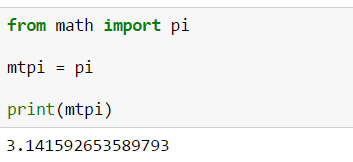 from math import pi
mtpi = pi
print(mtpi)
3.141592653589793